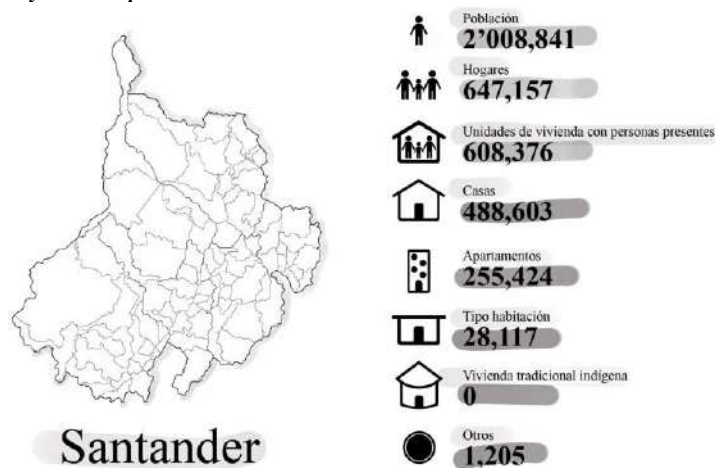 Población
2'008,841
Hogares
647,157
Unidades de vivienda con personas presentes
608,376
Casas
488,603
Apartamentos
255,424
Tipo habitación
28,117
Vivienda tradicional indígena
0
Otros
1,205
Santander